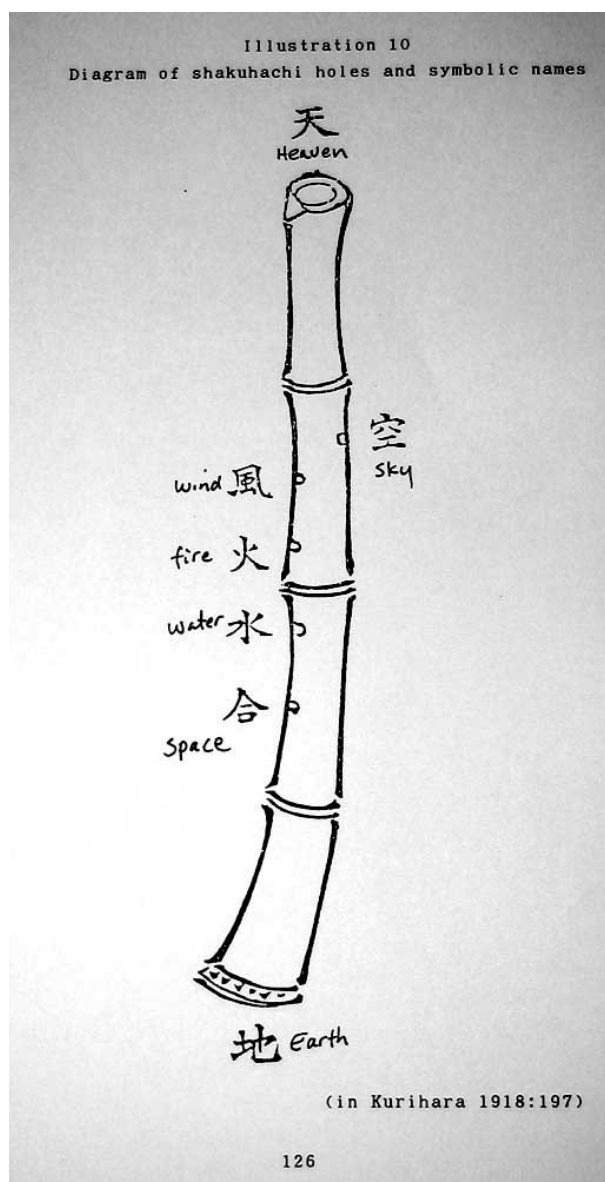 Illustration 10
Diagram of shakuhachi holes and symbolic names
天
Heaven
空
sky
wind 風
fire 火
water 水
合
space
地 Earth
(in Kurihara 1918:197)
126